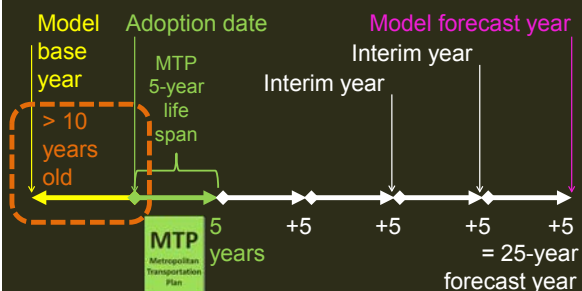 Model
base
year
Adoption date
Model forecast year
MTP
5-year
life
span
Interim year
Interim year
> 10
years
old
MTP
Metropolitan
Transportation
Plan
5
years
+5
+5
+5
+5
= 25-year
forecast year